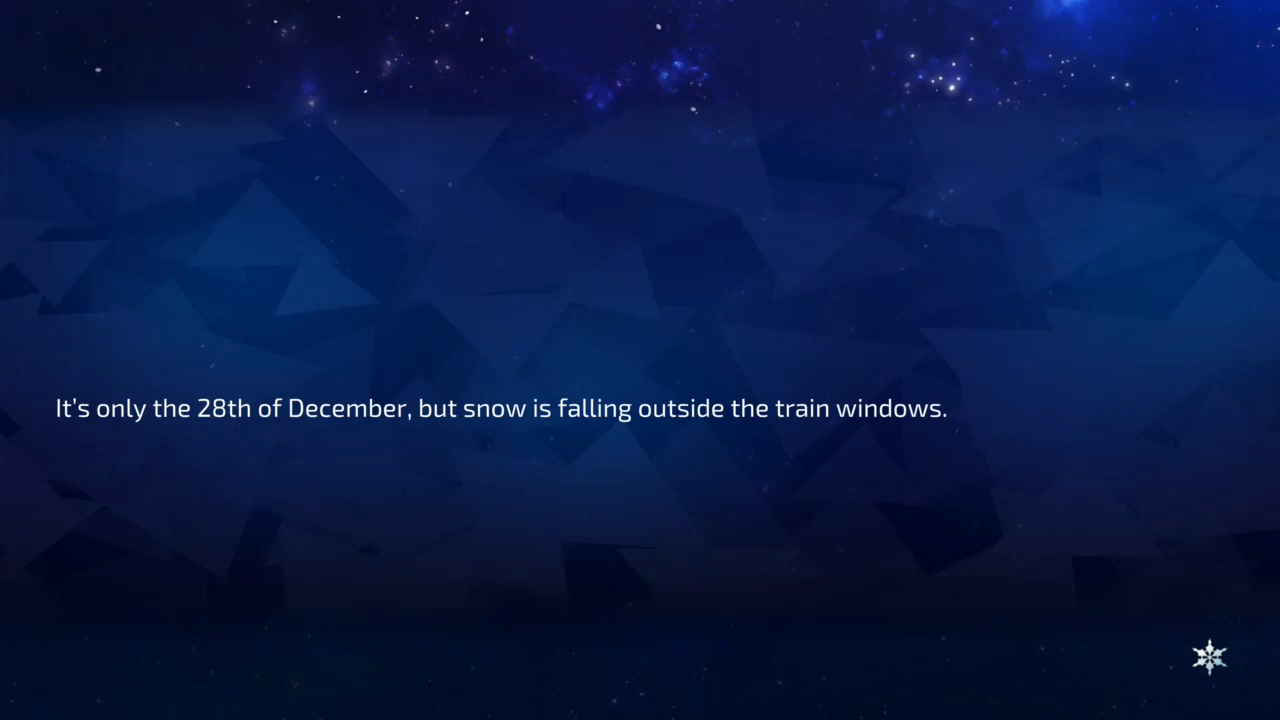 It’s only the 28th of December, but snow is falling outside the train windows.